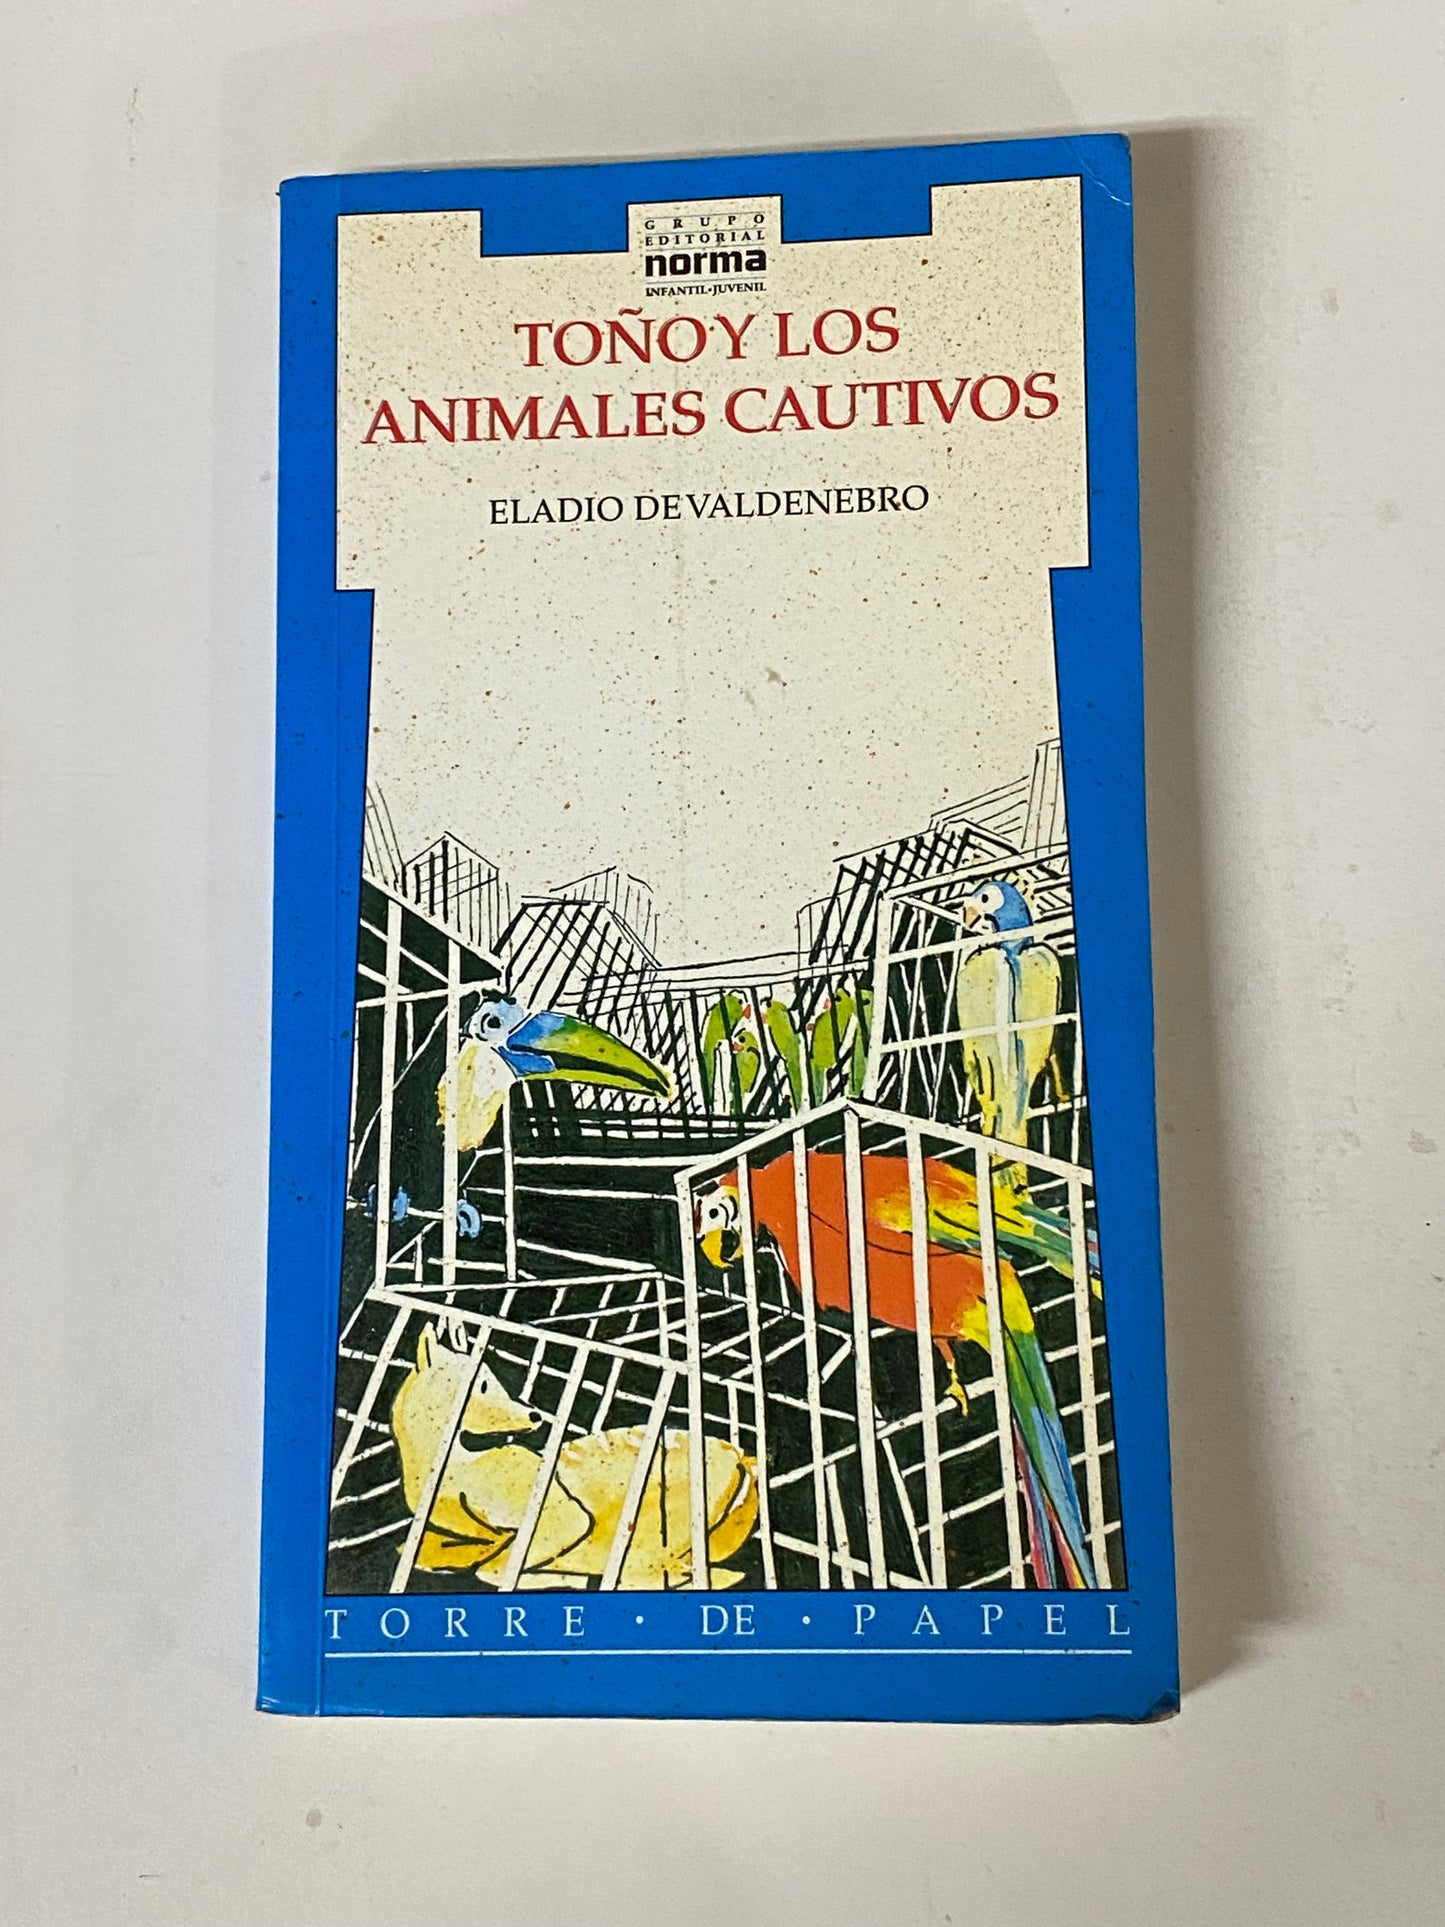 GRUPO
EDITORIAL
norma
INFANTIL•JUVENIL
TOÑO Y LOS
ANIMALES CAUTIVOS
ELADIO DE VALDENEBRO
TORRE • DE • PAPEL